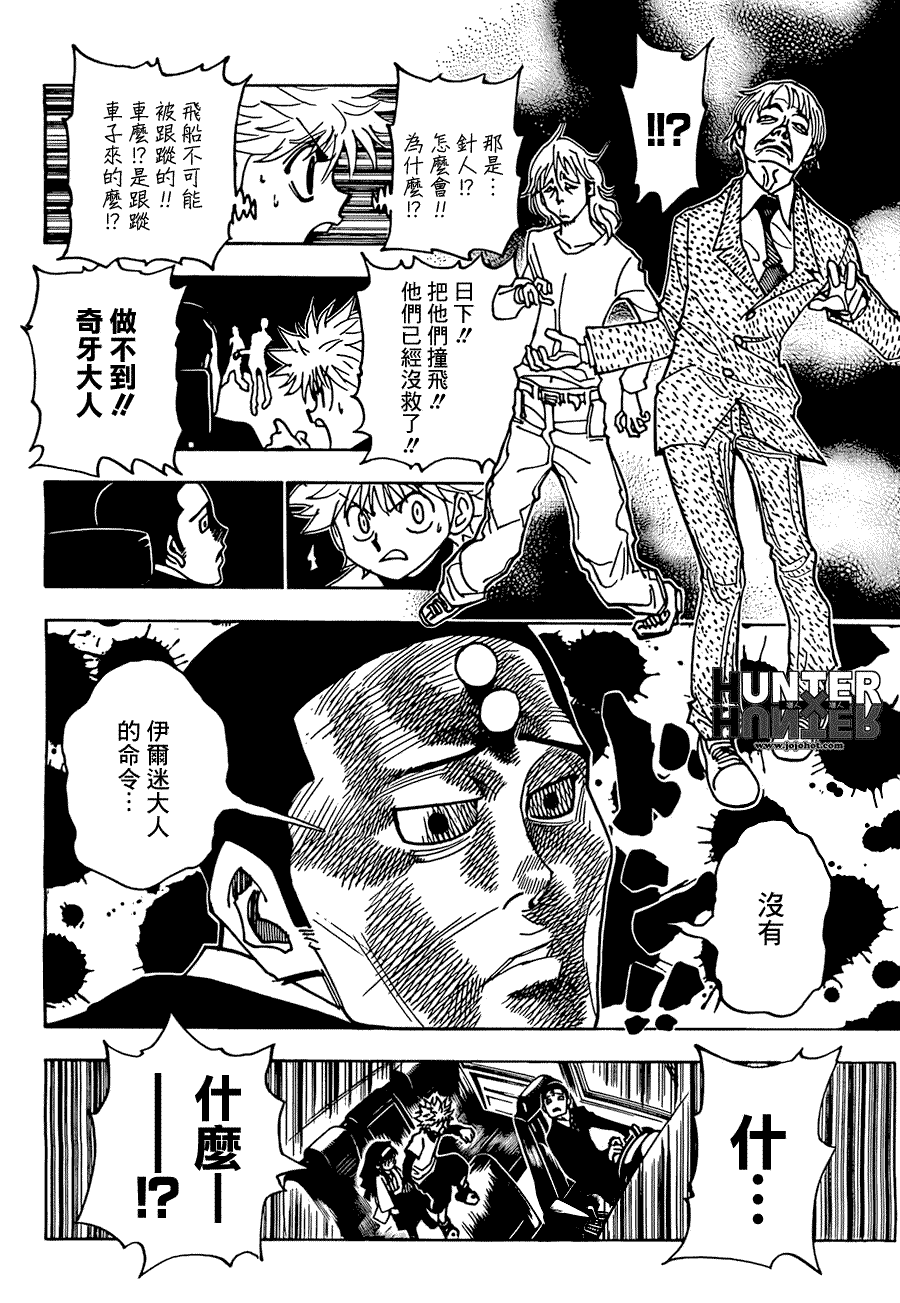 !!?
那是…
針人!?
怎麼會!!
為什麼!?
飛船不可能
被跟蹤的!!
車麼!?是跟蹤
車子來的麼!?
日下!!
把他們撞飛!!
他們已經沒救了!!
做不到!!
奇牙大人
HUNTER
X
HUNTER
www.jojohot.com
沒有
伊爾迷大人
的命令…
什…
什麼—
—!?